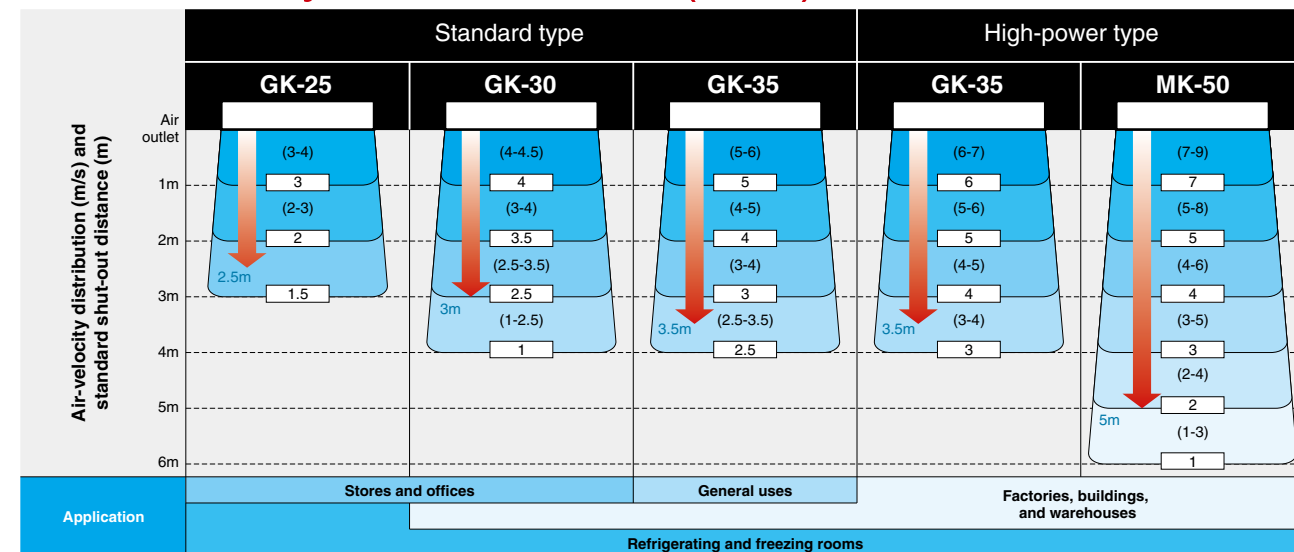 Standard type
High-power type
GK-25
GK-30
GK-35
GK-35
MK-50
Air-velocity distribution (m/s) and
standard shut-out distance (m)
Air
outlet
(3-4)
(4-4.5)
(5-6)
(6-7)
(7-9)
1m
3
4
5
6
7
(2-3)
(3-4)
(4-5)
(5-6)
(5-8)
2m
2
3.5
4
5
5
2.5m
(2.5-3.5)
(3-4)
(4-5)
(4-6)
3m
1.5
2.5
3
4
4
3m
(1-2.5)
3.5m
(2.5-3.5)
3.5m
(3-4)
(3-5)
4m
1
2.5
3
3
(2-4)
5m
2
5m
(1-3)
6m
1
Application
Stores and offices
General uses
Factories, buildings,
and warehouses
Refrigerating and freezing rooms